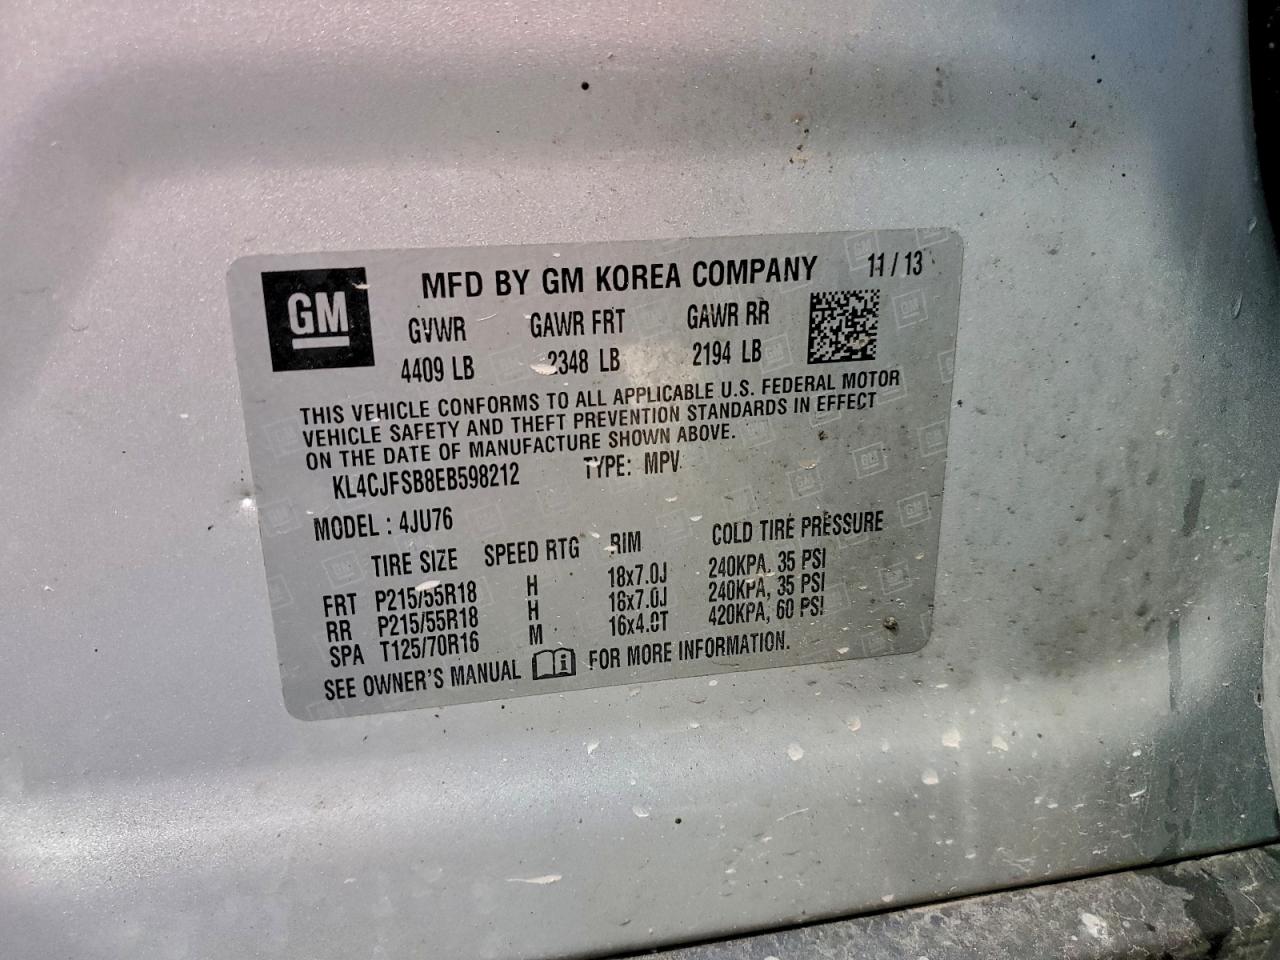 GM
MFD BY GM KOREA COMPANY 11 / 13
GVWR GAWR FRT GAWR RR
4409 LB 2348 LB 2194 LB
THIS VEHICLE CONFORMS TO ALL APPLICABLE U.S. FEDERAL MOTOR
VEHICLE SAFETY AND THEFT PREVENTION STANDARDS IN EFFECT
ON THE DATE OF MANUFACTURE SHOWN ABOVE.
KL4CJFSB8EB598212 TYPE: MPV
MODEL : 4JU76
TIRE SIZE SPEED RTG RIM COLD TIRE PRESSURE
FRT P215/55R18 H 18x7.0J 240KPA, 35 PSI
RR P215/55R18 H 18x7.0J 240KPA, 35 PSI
SPA T125/70R16 M 16x4.0T 420KPA, 60 PSI
SEE OWNER'S MANUAL FOR MORE INFORMATION.